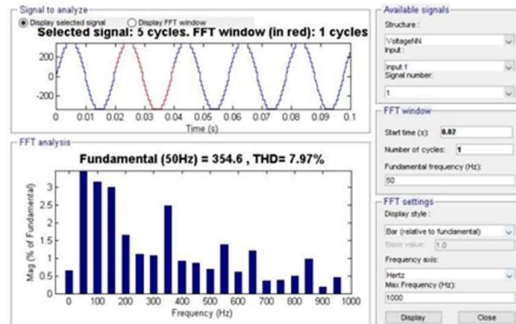 Signal to analyze
Display selected signal
Display FFT window
Selected signal: 5 cycles. FFT window (in red): 1 cycles
200
0
-200
0
0.01
0.02
0.03
0.04
0.05
0.06
0.07
0.08
0.09
0.1
Time (s)
FFT analysis
Fundamental (50Hz) = 354.6 , THD= 7.97%
Mag (% of Fundamental)
3
2.5
2
1.5
1
0.5
0
0
100
200
300
400
500
600
700
800
900
1000
Frequency (Hz)
Available signals
Structure :
VoltageNN
Input :
input 1
Signal number:
1
FFT window
Start time (s): 0.02
Number of cycles: 1
Fundamental frequency (Hz):
50
FFT settings
Display style :
Bar (relative to fundamental)
Base value: 1.0
Frequency axis:
Hertz
Max Frequency (Hz):
1000
Display
Close